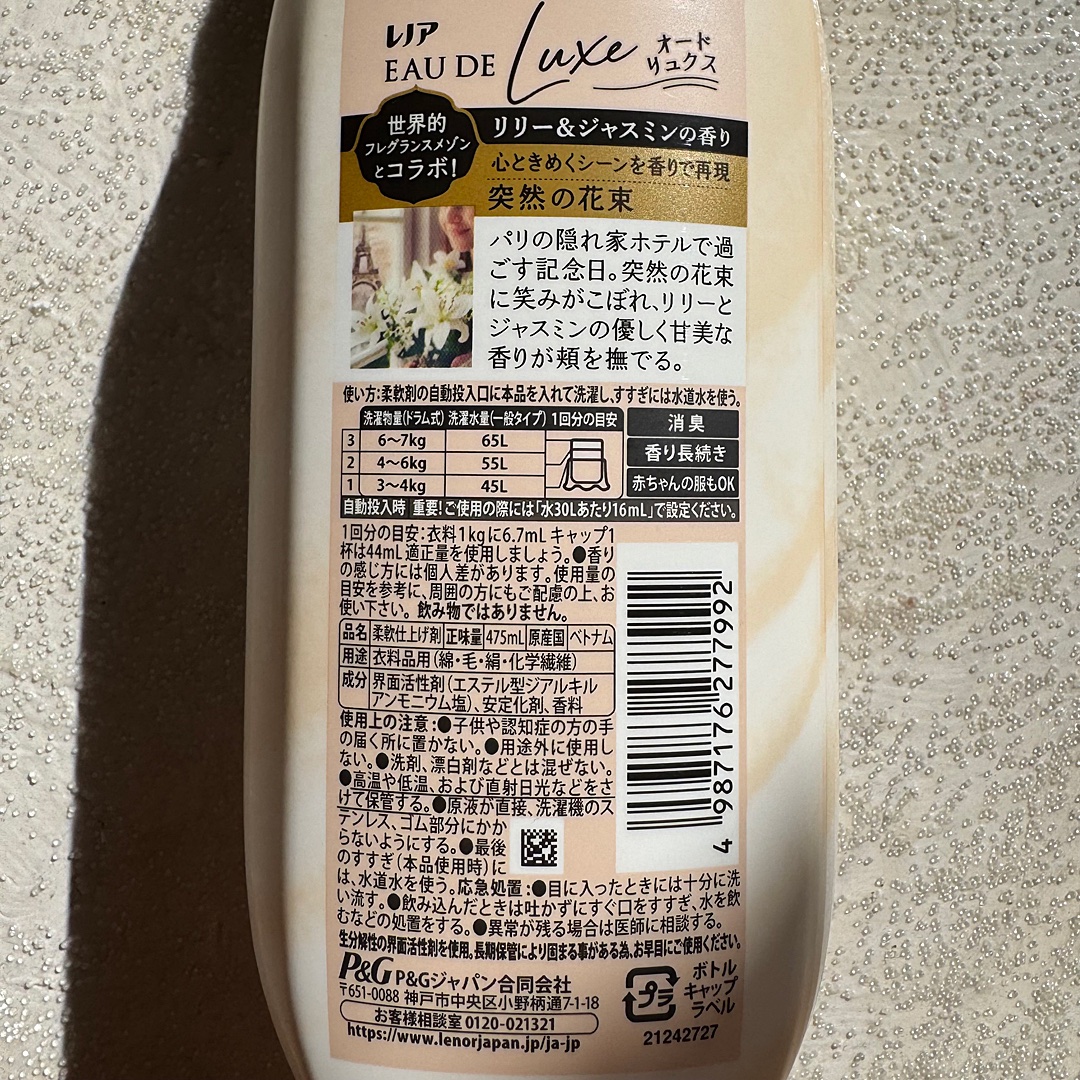 レノア
EAU DE Luxe オード
リュクス
世界的
フレグランスメゾン
とコラボ!
リリー&ジャスミンの香り
心ときめくシーンを香りで再現
突然の花束
パリの隠れ家ホテルで過
ごす記念日。突然の花束
に笑みがこぼれ、リリーと
ジャスミンの優しく甘美な
香りが頬を撫でる。
使い方:柔軟剤の自動投入口に本品を入れて洗濯し、すすぎには水道水を使う。
洗濯物量(ドラム式) 洗濯水量(一般タイプ) 1回分の目安
3 6〜7kg 65L
2 4〜6kg 55L
1 3〜4kg 45L
消臭
香り長続き
赤ちゃんの服もOK
自動投入時 重要!ご使用の際には「水30Lあたり16mL」で設定ください。
1回分の目安:衣料1kgに6.7mL キャップ1
杯は44mL 適正量を使用しましょう。●香り
の感じ方には個人差があります。使用量の
目安を参考に、周囲の方にもご配慮の上、お
使い下さい。飲み物ではありません。
品名 柔軟仕上げ剤 正味量 475mL 原産国 ベトナム
用途 衣料品用(綿・毛・絹・化学繊維)
成分 界面活性剤(エステル型ジアルキル
アンモニウム塩)、安定化剤、香料
使用上の注意:●子供や認知症の方の手
の届く所に置かない。●用途外に使用し
ない。●洗剤、漂白剤などとは混ぜない。
●高温や低温、および直射日光などをさ
けて保管する。●原液が直接、洗濯機のス
テンレス、ゴム部分にかか
らないようにする。●最後
のすすぎ(本品使用時)に
は、水道水を使う。応急処置:●目に入ったときには十分に洗
い流す。●飲み込んだときは吐かずにすぐ口をすすぎ、水を飲
むなどの処置をする。●異常が残る場合は医師に相談する。
生分解性の界面活性剤を使用。長期保管により固まる事がある為、お早目にご使用ください。
P&G P&Gジャパン合同会社
〒651-0088 神戸市中央区小野柄通7-1-18
お客様相談室 0120-021321
https://www.lenorjapan.jp/ja-jp
4 987176 277992
プラ
ボトル
キャップ
ラベル
21242727